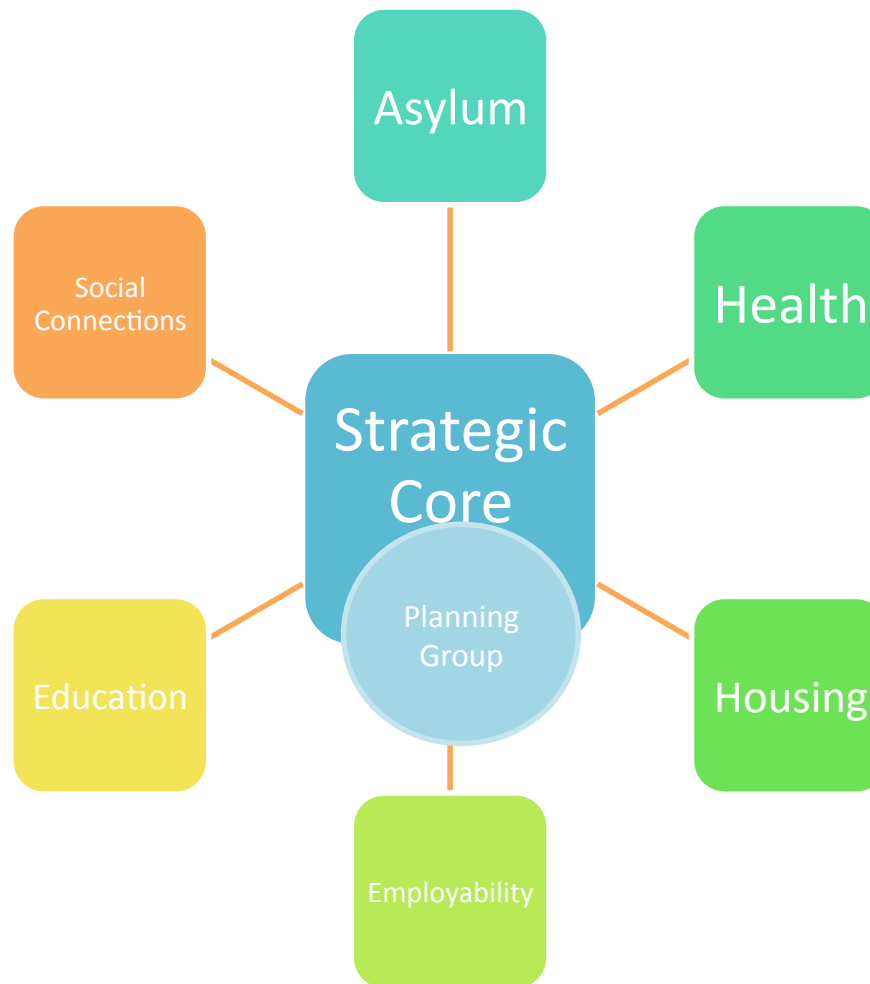 Asylum
Social
Connections
Health
Strategic
Core
Planning
Group
Education
Housing
Employability